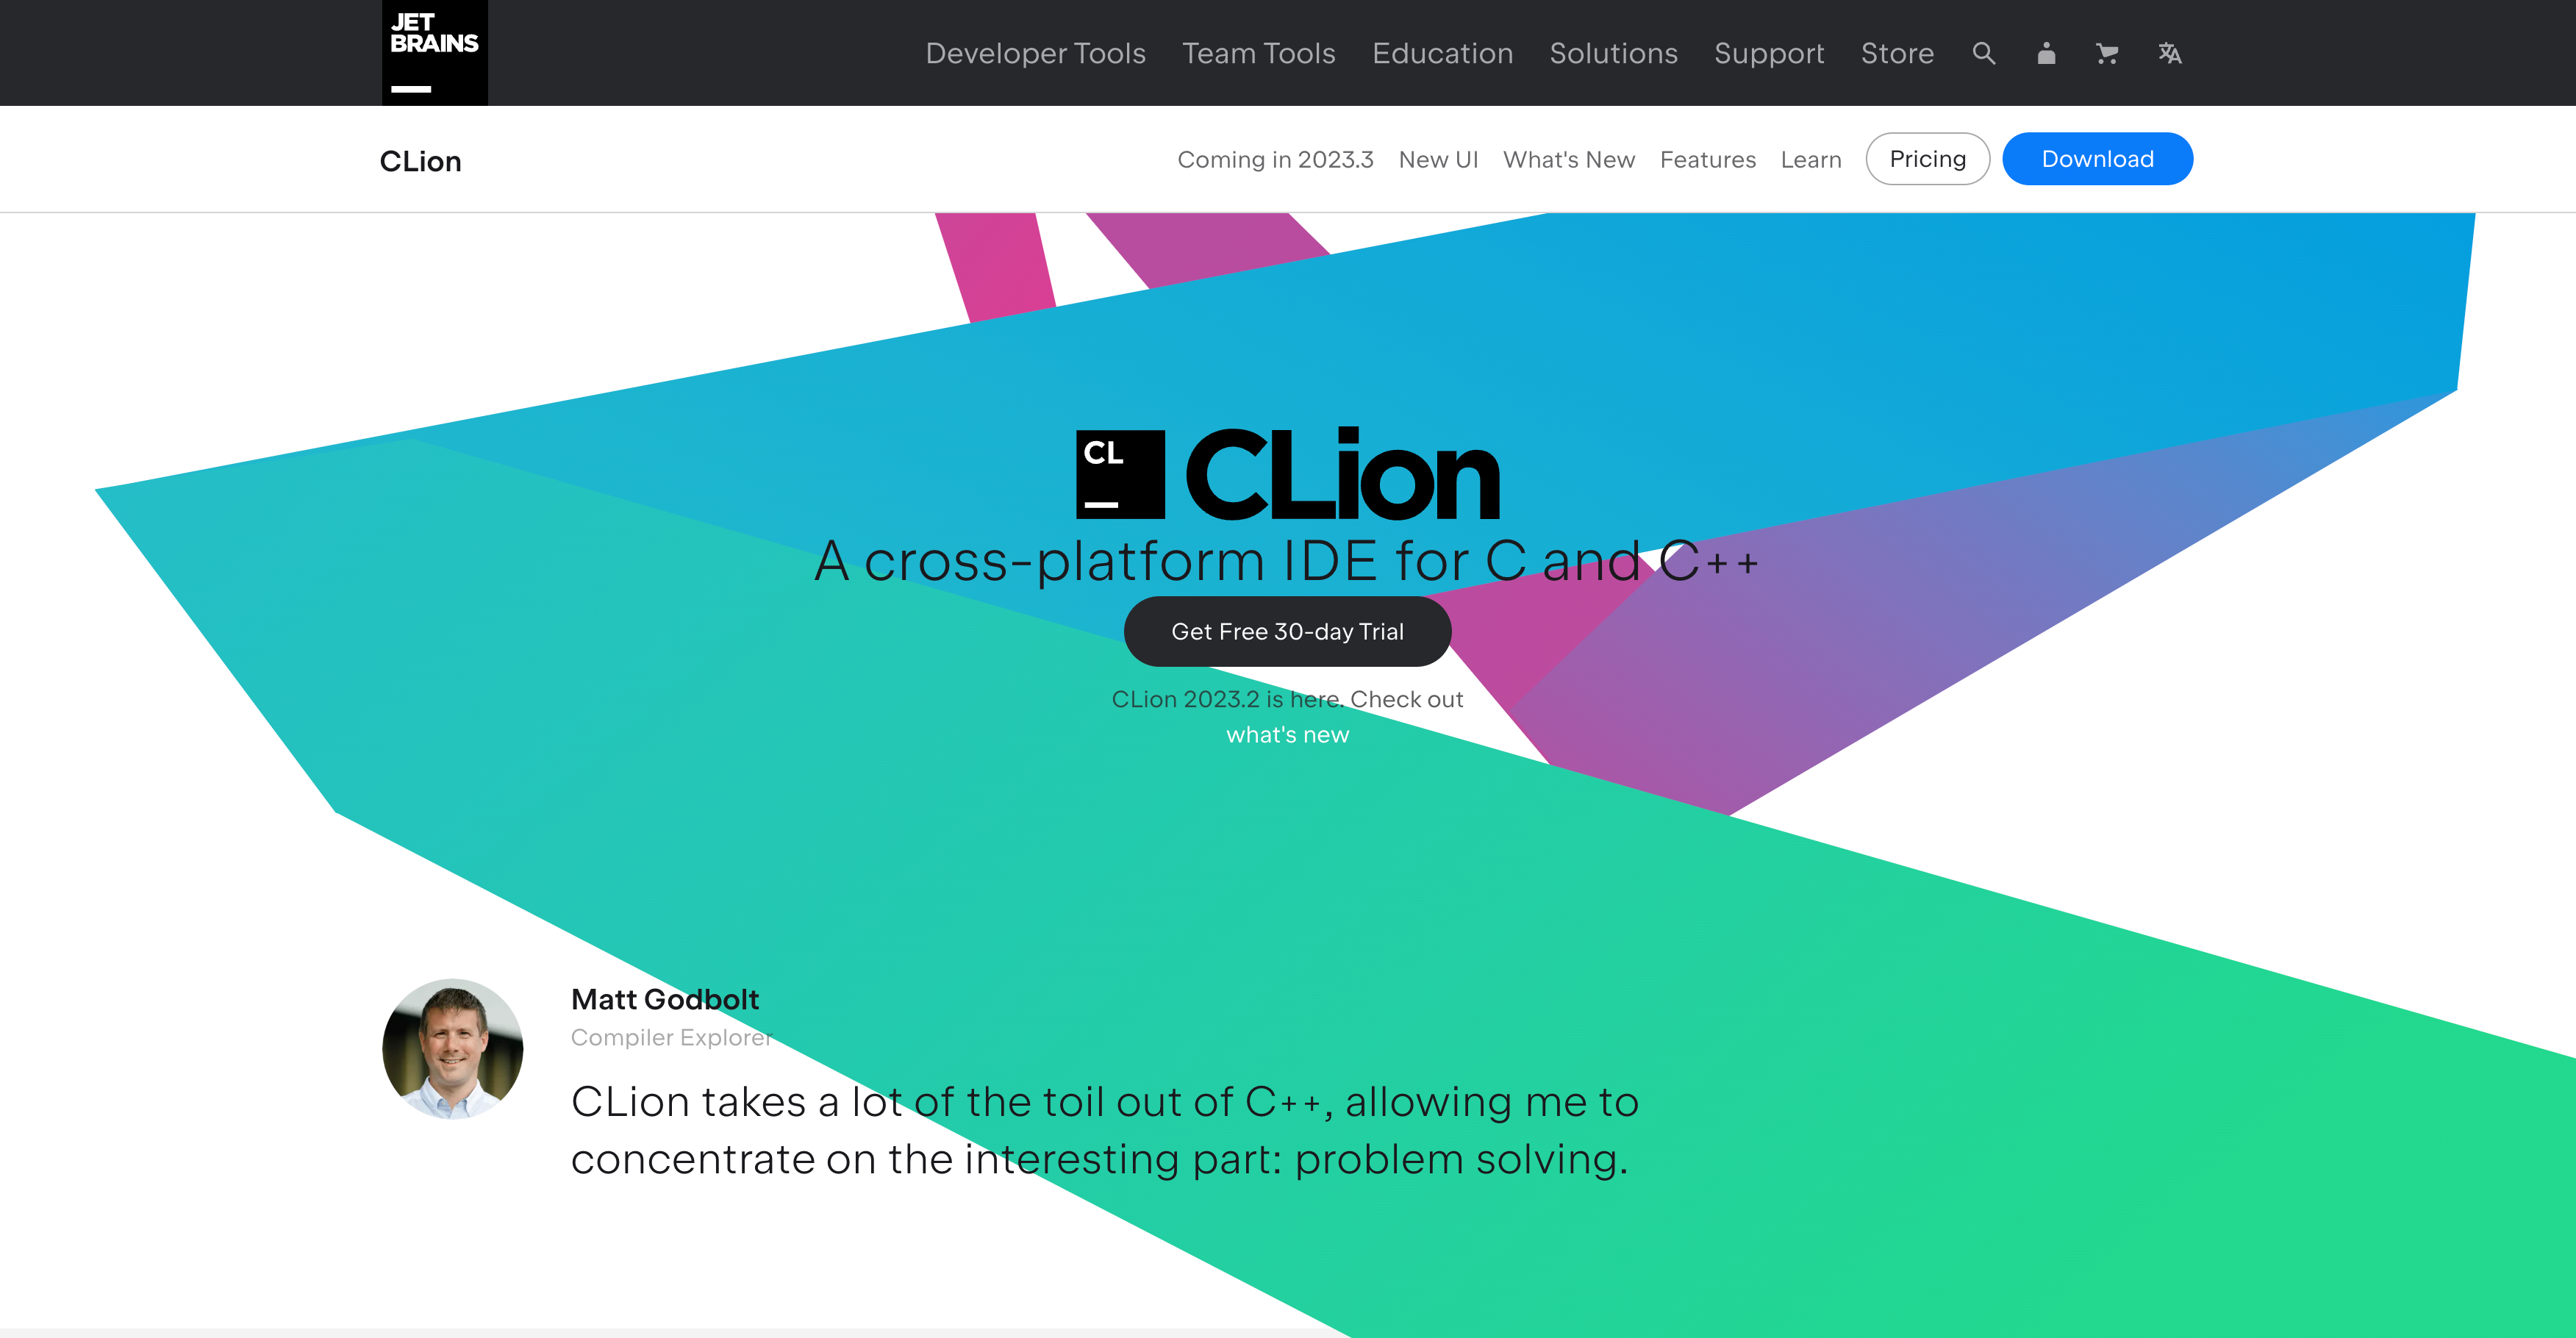 JET
BRAINS
Developer Tools Team Tools Education Solutions Support Store
CLion
Coming in 2023.3 New UI What's New Features Learn Pricing Download
CL CLion
A cross-platform IDE for C and C++
Get Free 30-day Trial
CLion 2023.2 is here. Check out
what's new
Matt Godbolt
Compiler Explorer
CLion takes a lot of the toil out of C++, allowing me to
concentrate on the interesting part: problem solving.